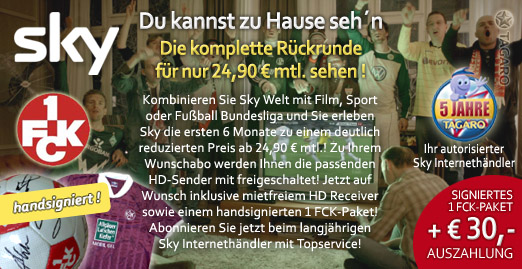 sky
Du kannst zu Hause seh´n
Die komplette Rückrunde
für nur 24,90 € mtl. sehen !
TAGARO
1
FCK
Kombinieren Sie Sky Welt mit Film, Sport
oder Fußball Bundesliga und Sie erleben
Sky die ersten 6 Monate zu einem deutlich
reduzierten Preis ab 24,90 € mtl.! Zu Ihrem
Wunschabo werden Ihnen die passenden
HD-Sender mit freigeschaltet! Jetzt auf
Wunsch inklusive mietfreiem HD Receiver
sowie einem handsignierten 1 FCK-Paket!
Abonnieren Sie jetzt beim langjährigen
Sky Internethändler mit Topservice!
5 JAHRE
TAGARO
Ihr autorisierter
Sky Internethändler
handsigniert !
SIGNIERTES
1 FCK-PAKET
+ € 30,-
AUSZAHLUNG